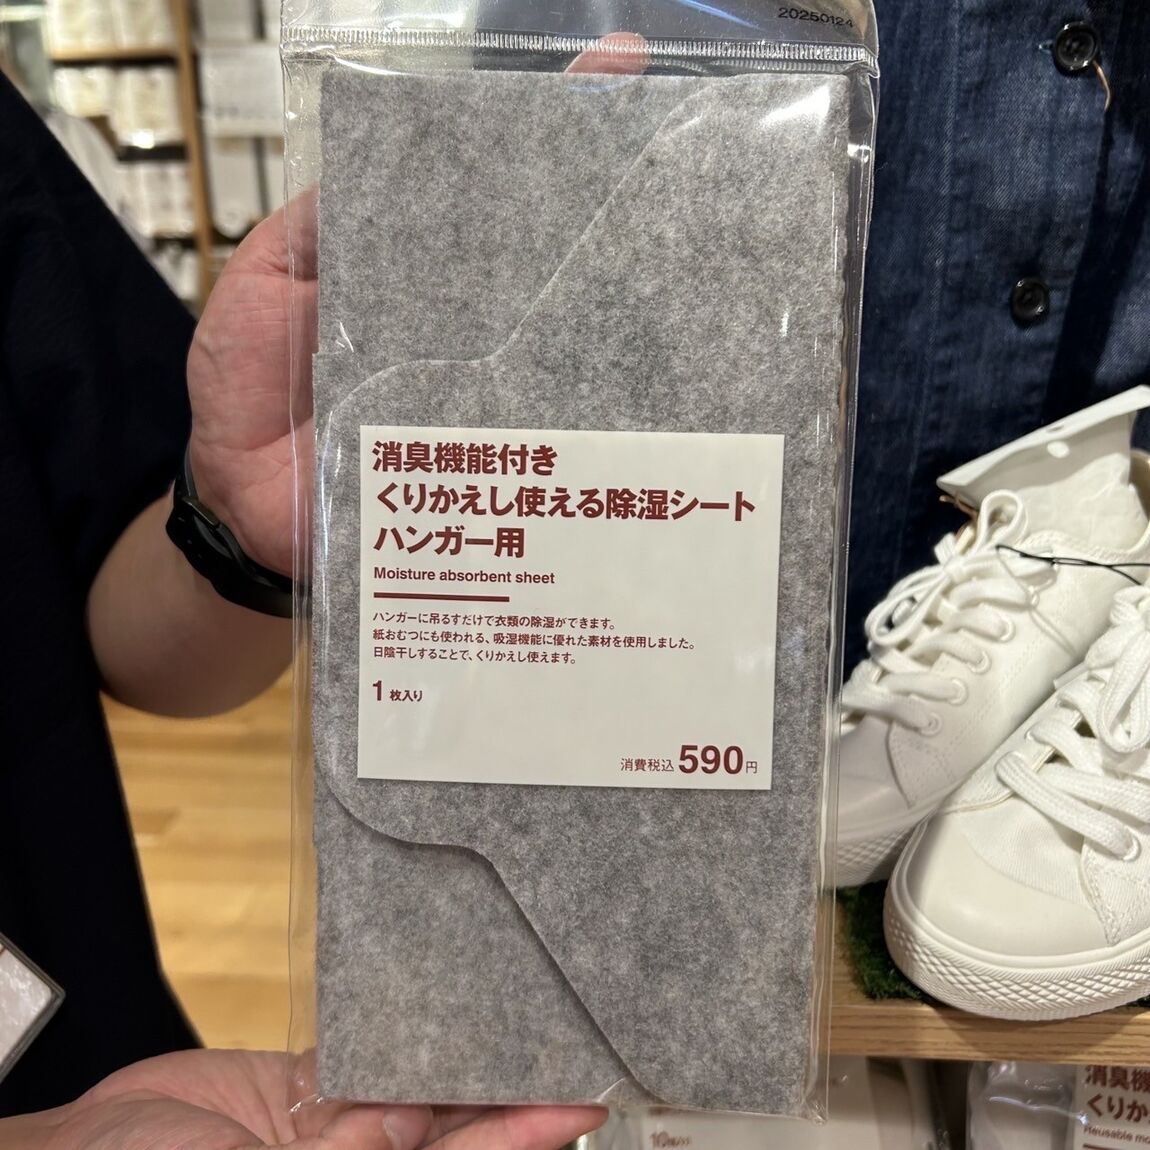 20250124
消臭機能付き
くりかえし使える除湿シート
ハンガー用
Moisture absorbent sheet
ハンガーに吊るすだけで衣類の除湿ができます。
紙おむつにも使われる、吸湿機能に優れた素材を使用しました。
日陰干しすることで、くりかえし使えます。
1枚入り
消費税込590円
消臭機
くりか
Reusable mo